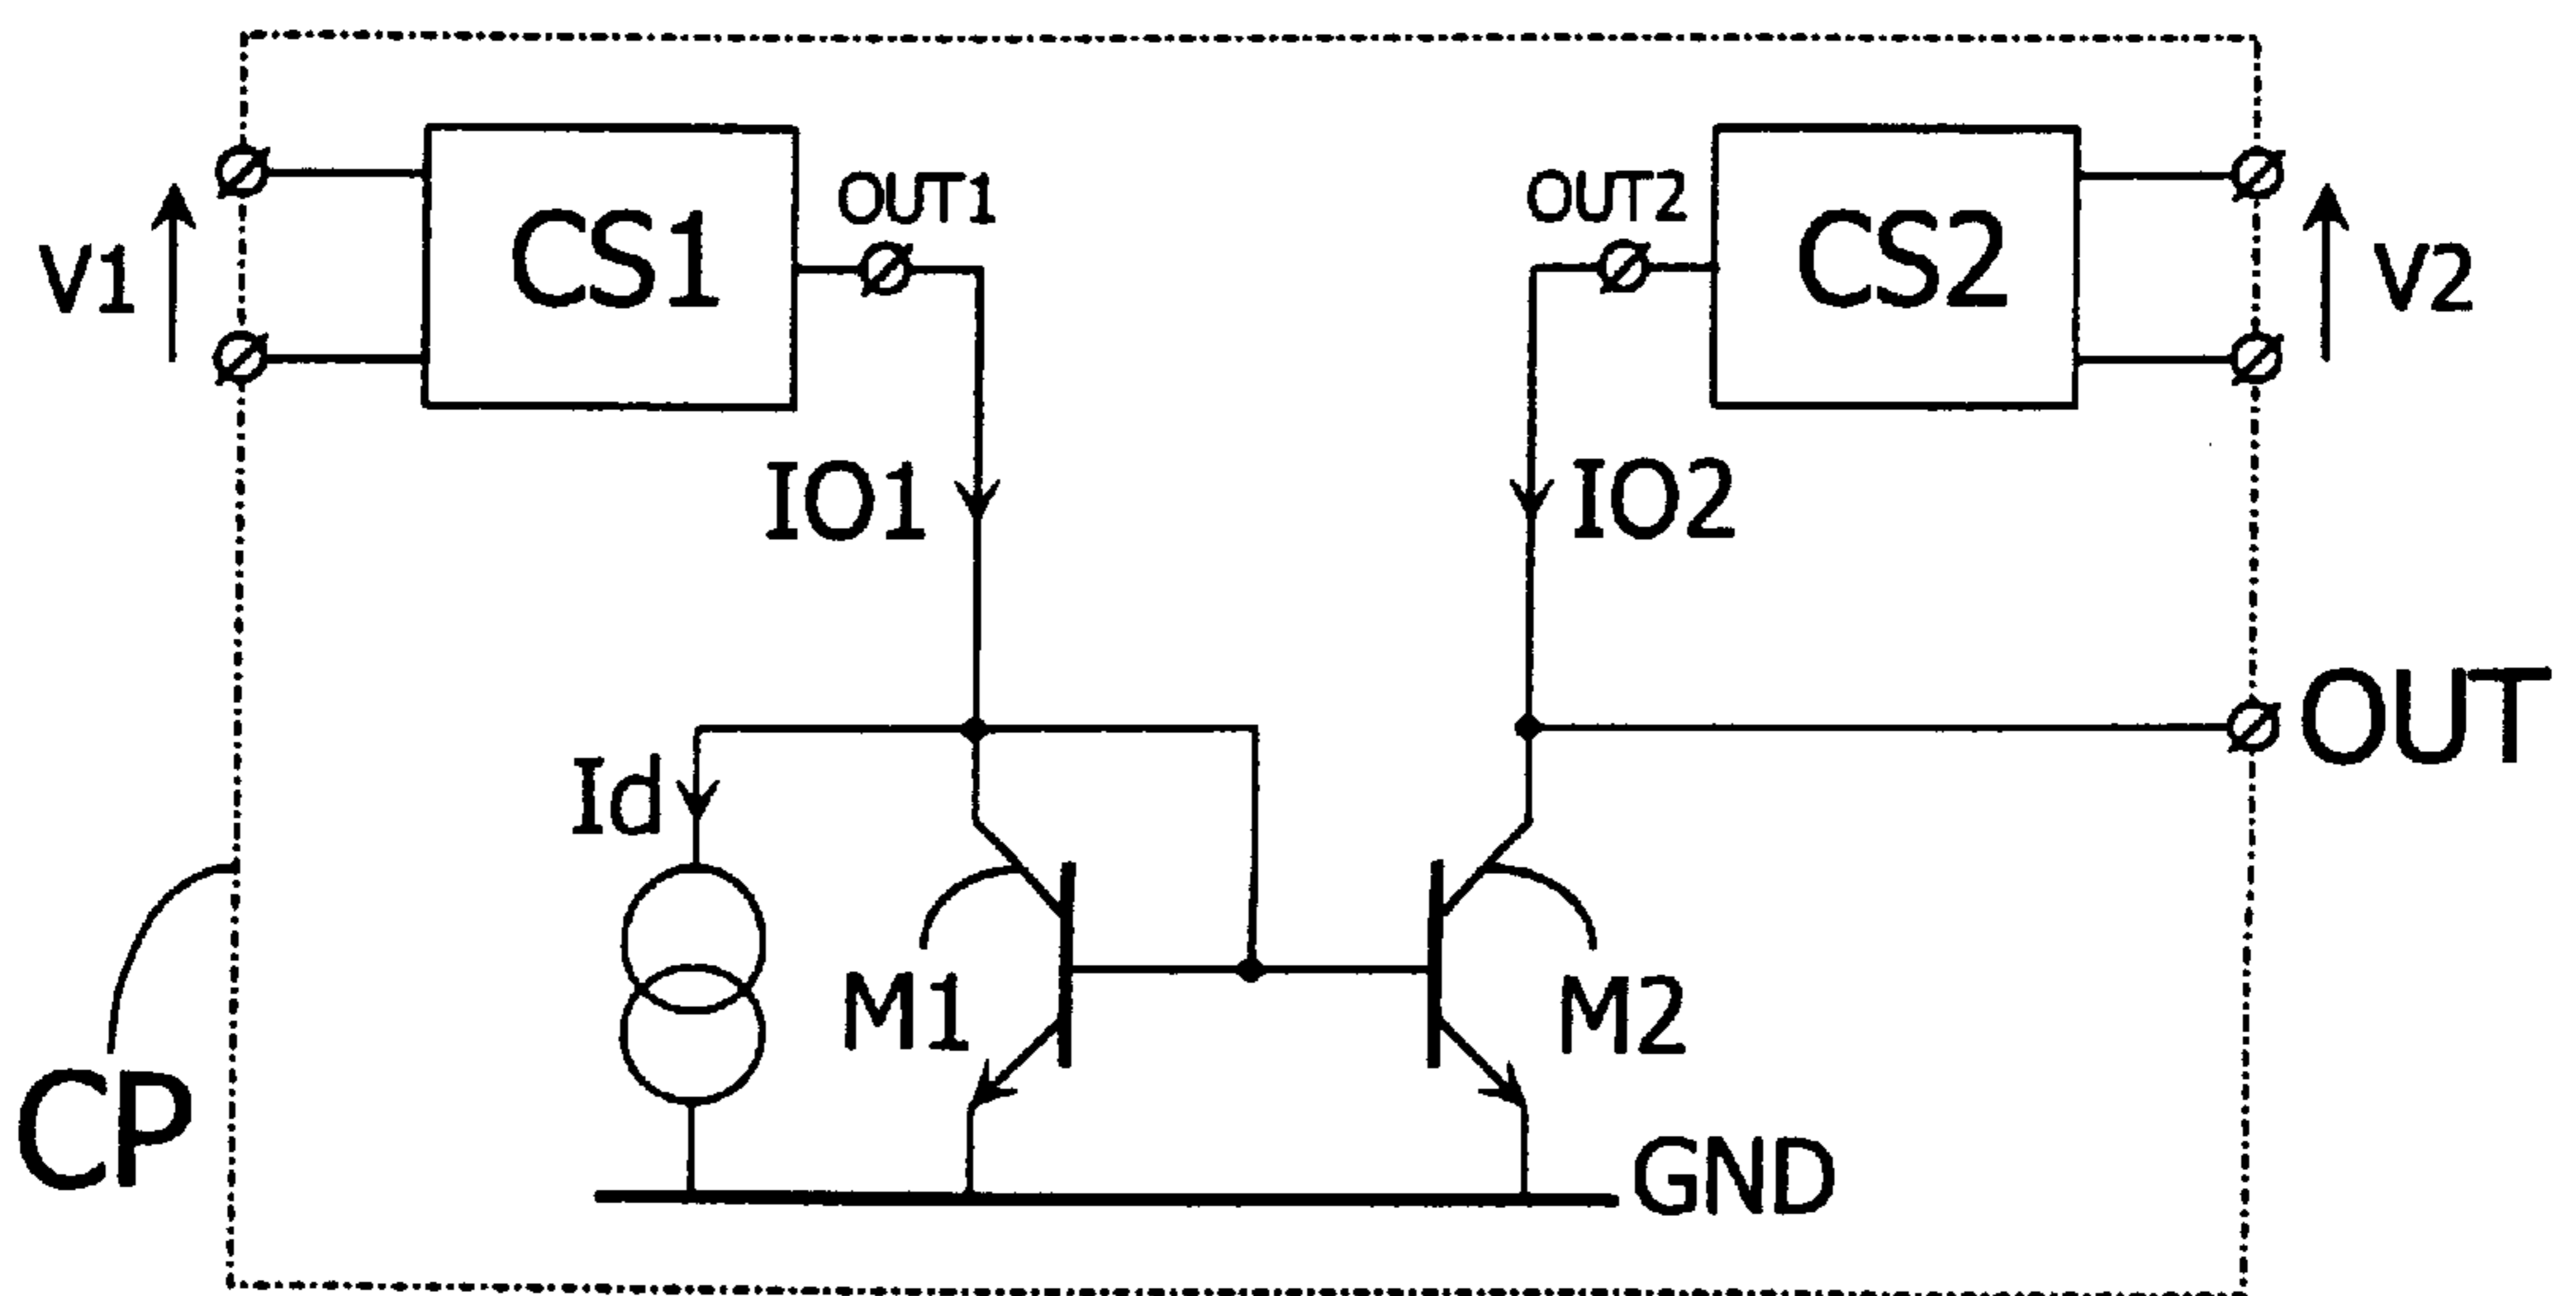 OUT1
OUT2
V1
CS1
CS2
V2
IO1
IO2
OUT
Id
M1
M2
CP
GND